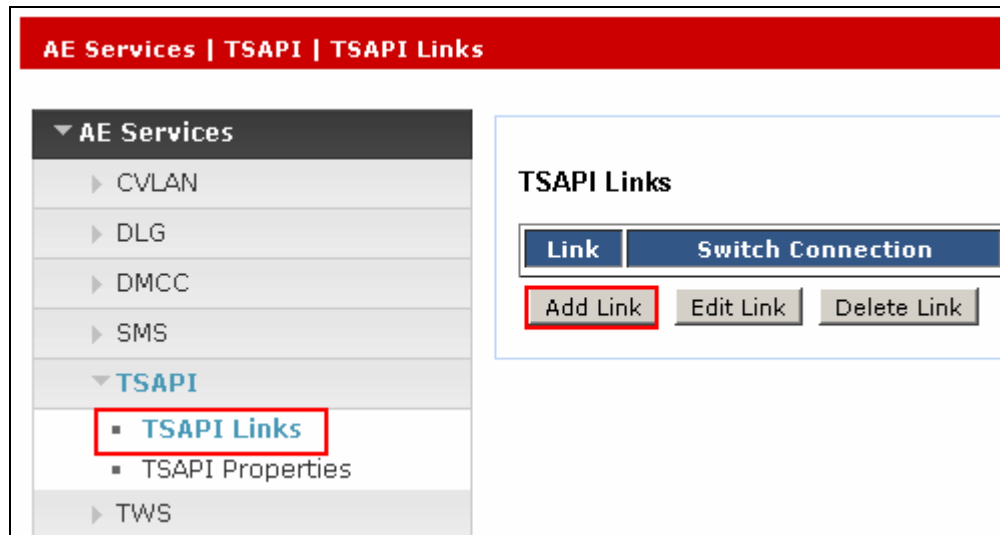 AE Services | TSAPI | TSAPI Links
AE Services
CVLAN
DLG
DMCC
SMS
TSAPI
TSAPI Links
TSAPI Properties
TWS
TSAPI Links
Link Switch Connection
Add Link Edit Link Delete Link